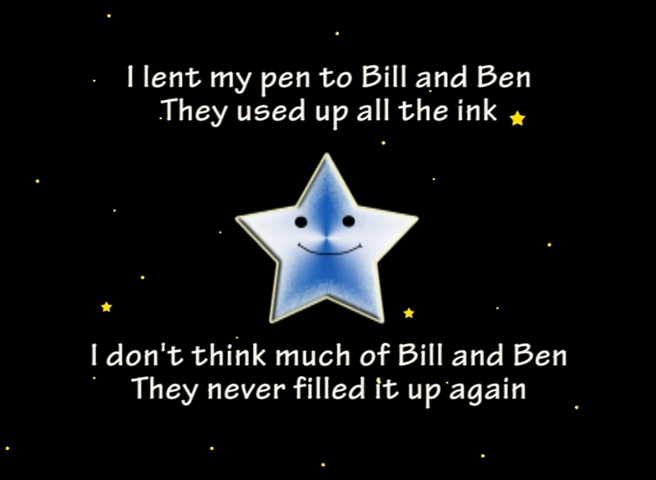 I lent my pen to Bill and Ben
They used up all the ink
I don't think much of Bill and Ben
They never filled it up again